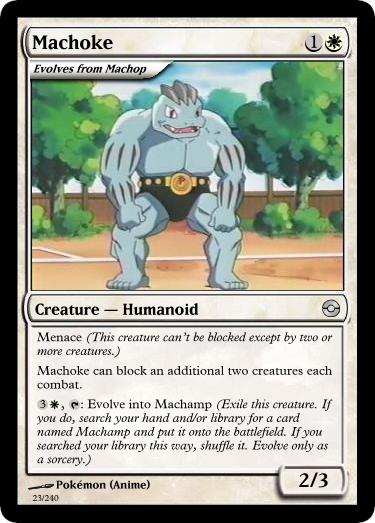 Machoke 1
Evolves from Machop
Creature — Humanoid
Menace (This creature can't be blocked except by two or
more creatures.)
Machoke can block an additional two creatures each
combat.
3, : Evolve into Machamp (Exile this creature. If
you do, search your hand and/or library for a card
named Machamp and put it onto the battlefield. If you
searched your library this way, shuffle it. Evolve only as
a sorcery.)
2/3
Pokémon (Anime)
23/240